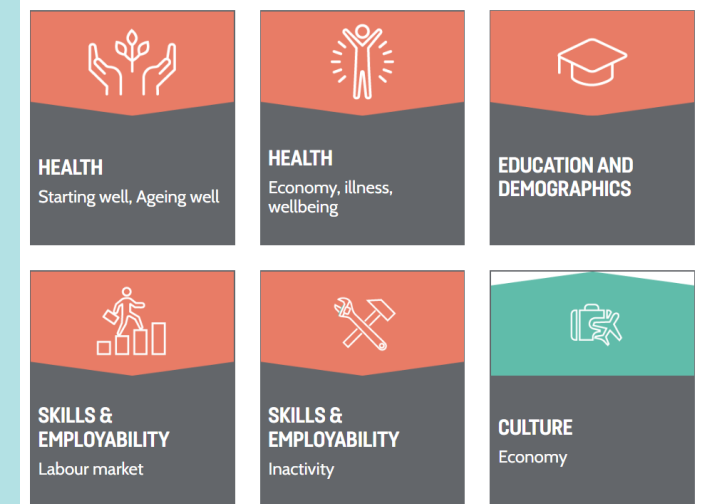 HEALTH
Starting well, Ageing well
HEALTH
Economy, illness,
wellbeing
EDUCATION AND
DEMOGRAPHICS
SKILLS &
EMPLOYABILITY
Labour market
SKILLS &
EMPLOYABILITY
Inactivity
CULTURE
Economy